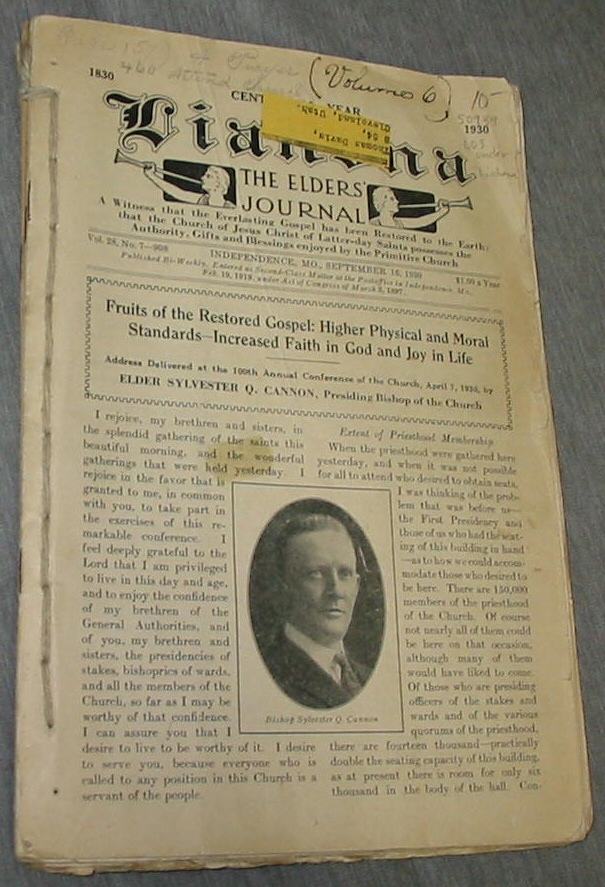 (Volume 6) 10
1830
CENT YEAR
1930
Thomas Davis,
B 54,
Cleveland, Utah.
Liahona
THE ELDERS'
JOURNAL
A Witness that the Everlasting Gospel has been Restored to the Earth;
that the Church of Jesus Christ of Latter-day Saints possesses the
Authority, Gifts and Blessings enjoyed by the Primitive Church
Vol. 28, No. 7 INDEPENDENCE, MO., SEPTEMBER 16, 1930 $1.00 a Year
Published Bi-Weekly. Entered as Second-Class Matter at the Postoffice in Independence, Mo.,
Feb. 19, 1918, under Act of Congress of March 3, 1897.
Fruits of the Restored Gospel: Higher Physical and Moral
Standards—Increased Faith in God and Joy in Life
Address Delivered at the 100th Annual Conference of the Church, April 7, 1930, by
ELDER SYLVESTER Q. CANNON, Presiding Bishop of the Church
I rejoice, my brethren and sisters, in
the splendid gathering of the saints this
beautiful morning, and the wonderful
gatherings that were held yesterday. I
rejoice in the favor that is
granted to me, in common
with you, to take part in
the exercises of this re-
markable conference. I
feel deeply grateful to the
Lord that I am privileged
to live in this day and age,
and to enjoy the confidence
of my brethren of the
General Authorities, and
of you, my brethren and
sisters, the presidencies of
stakes, bishoprics of wards,
and all the members of the
Church, so far as I may be
worthy of that confidence.
I can assure you that I
desire to live to be worthy of it. I desire
to serve you, because everyone who is
called to any position in this Church is a
servant of the people.
Bishop Sylvester Q. Cannon
Extent of Priesthood Membership
When the priesthood were gathered here
yesterday, and when it was not possible
for all to attend who desired to obtain seats,
I was thinking of the prob-
lem that was before us—
the First Presidency and
those of us who had the seat-
ing of this building in hand
—as to how we could accom-
modate those who desired to
be here. There are 150,000
members of the priesthood
of the Church. Of course
not nearly all of them could
be here on that occasion,
although many of them
would have liked to come.
Of those who are presiding
officers of the stakes and
wards and of the various
quorums of the priesthood,
there are fourteen thousand—practically
double the seating capacity of this building,
as at present there is room for only six
thousand in the body of the hall. Con-